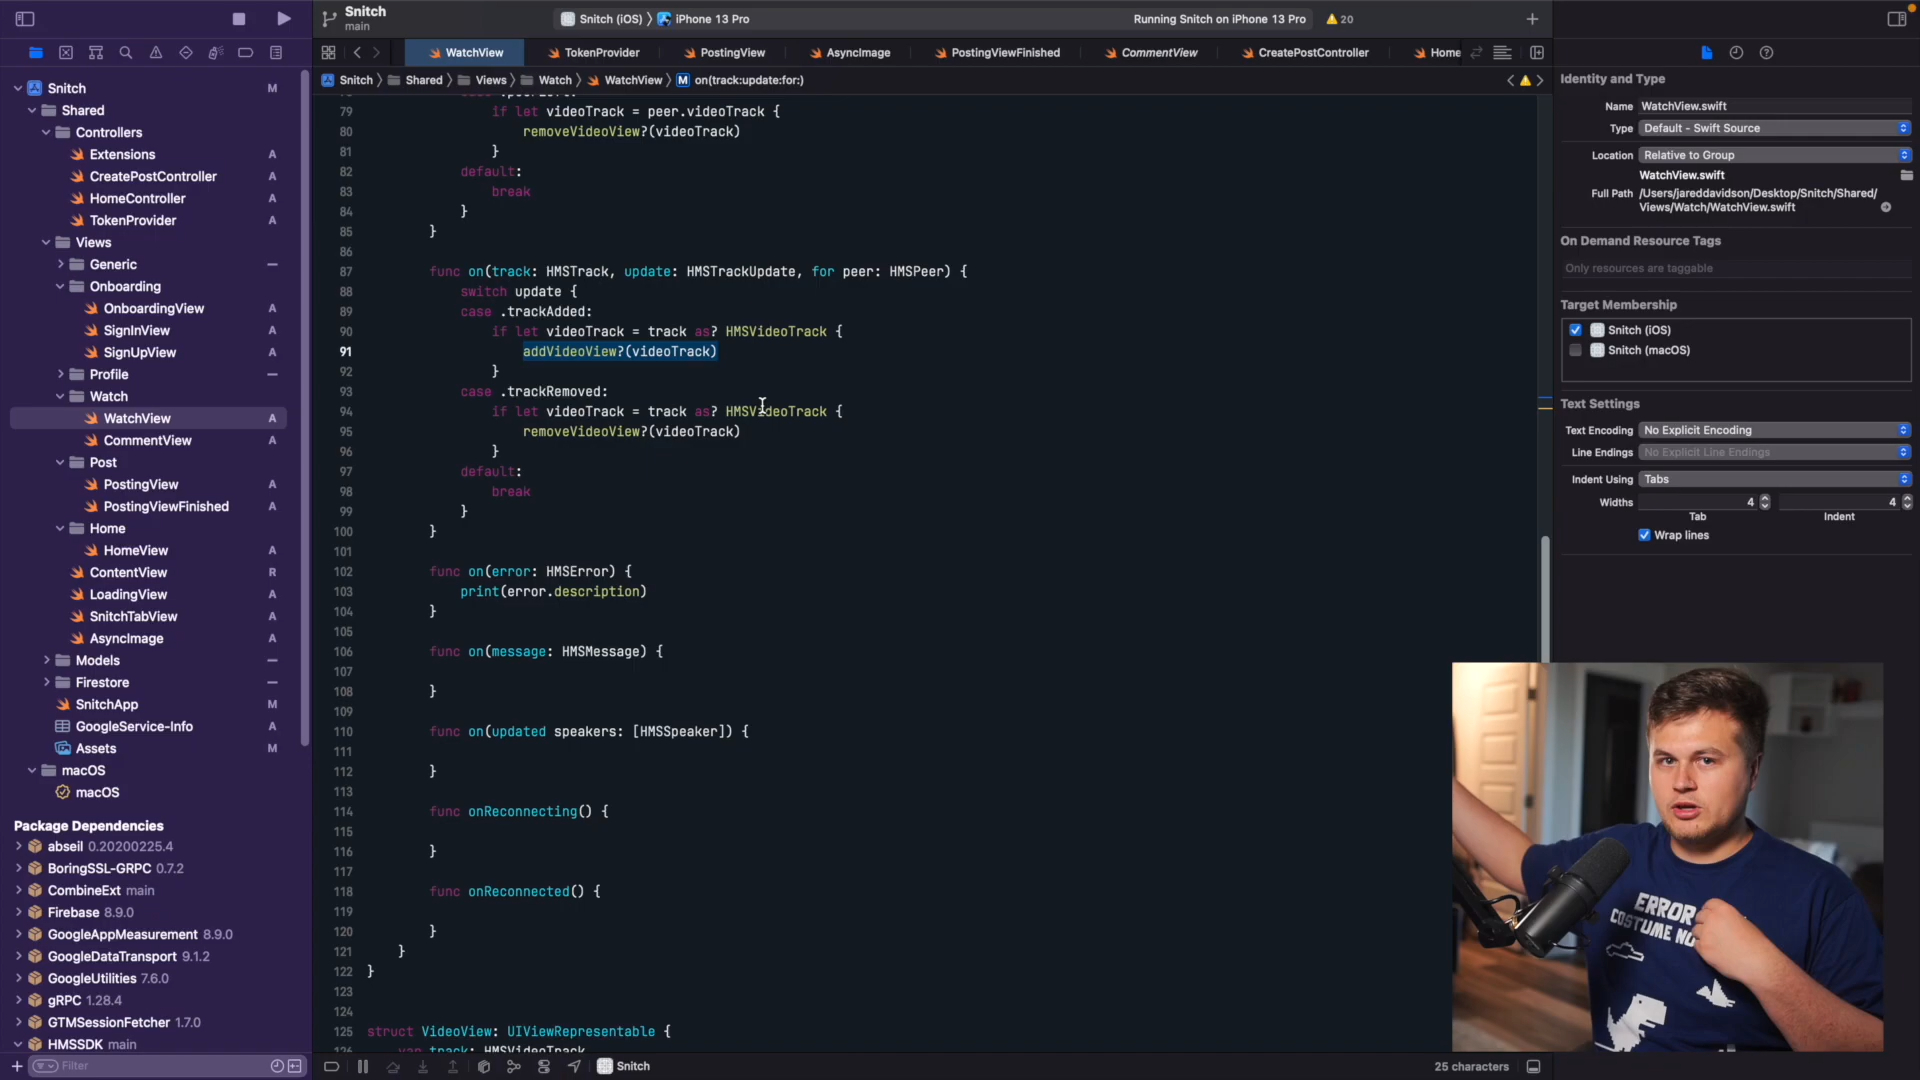 Snitch
main
Snitch (iOS)
iPhone 13 Pro
Running Snitch on iPhone 13 Pro
20
WatchView
TokenProvider
PostingView
AsyncImage
PostingViewFinished
CommentView
CreatePostController
Home
Snitch
Shared
Views
Watch
WatchView
M
on(track:update:for:)
Snitch M
Shared
Controllers
Extensions A
CreatePostController A
HomeController A
TokenProvider A
Views
Generic
Onboarding
OnboardingView A
SignInView A
SignUpView A
Profile
Watch
WatchView A
CommentView A
Post
PostingView A
PostingViewFinished A
Home
HomeView A
ContentView R
LoadingView A
SnitchTabView A
AsyncImage A
Models
Firestore
SnitchApp M
GoogleService-Info A
Assets M
macOS
macOS
Package Dependencies
abseil 0.20200225.4
BoringSSL-GRPC 0.7.2
CombineExt main
Firebase 8.9.0
GoogleAppMeasurement 8.9.0
GoogleDataTransport 9.1.2
GoogleUtilities 7.6.0
gRPC 1.28.4
GTMSessionFetcher 1.7.0
HMSSDK main
Filter
79 if let videoTrack = peer.videoTrack {
80 removeVideoView?(videoTrack)
81 }
82 default:
83 break
84 }
85 }
86
87 func on(track: HMSTrack, update: HMSTrackUpdate, for peer: HMSPeer) {
88 switch update {
89 case .trackAdded:
90 if let videoTrack = track as? HMSVideoTrack {
91 addVideoView?(videoTrack)
92 }
93 case .trackRemoved:
94 if let videoTrack = track as? HMSVideoTrack {
95 removeVideoView?(videoTrack)
96 }
97 default:
98 break
99 }
100 }
101
102 func on(error: HMSError) {
103 print(error.description)
104 }
105
106 func on(message: HMSMessage) {
107
108 }
109
110 func on(updated speakers: [HMSSpeaker]) {
111
112 }
113
114 func onReconnecting() {
115
116 }
117
118 func onReconnected() {
119
120 }
121 }
122 }
123
124
125 struct VideoView: UIViewRepresentable {
Snitch
25 characters
Identity and Type
Name WatchView.swift
Type Default - Swift Source
Location Relative to Group
WatchView.swift
Full Path /Users/jareddavidson/Desktop/Snitch/Shared/
Views/Watch/WatchView.swift
On Demand Resource Tags
Only resources are taggable
Target Membership
Snitch (iOS)
Snitch (macOS)
Text Settings
Text Encoding No Explicit Encoding
Line Endings No Explicit Line Endings
Indent Using Tabs
Widths 4 4
Tab Indent
Wrap lines
ERROR
COSTUME NO